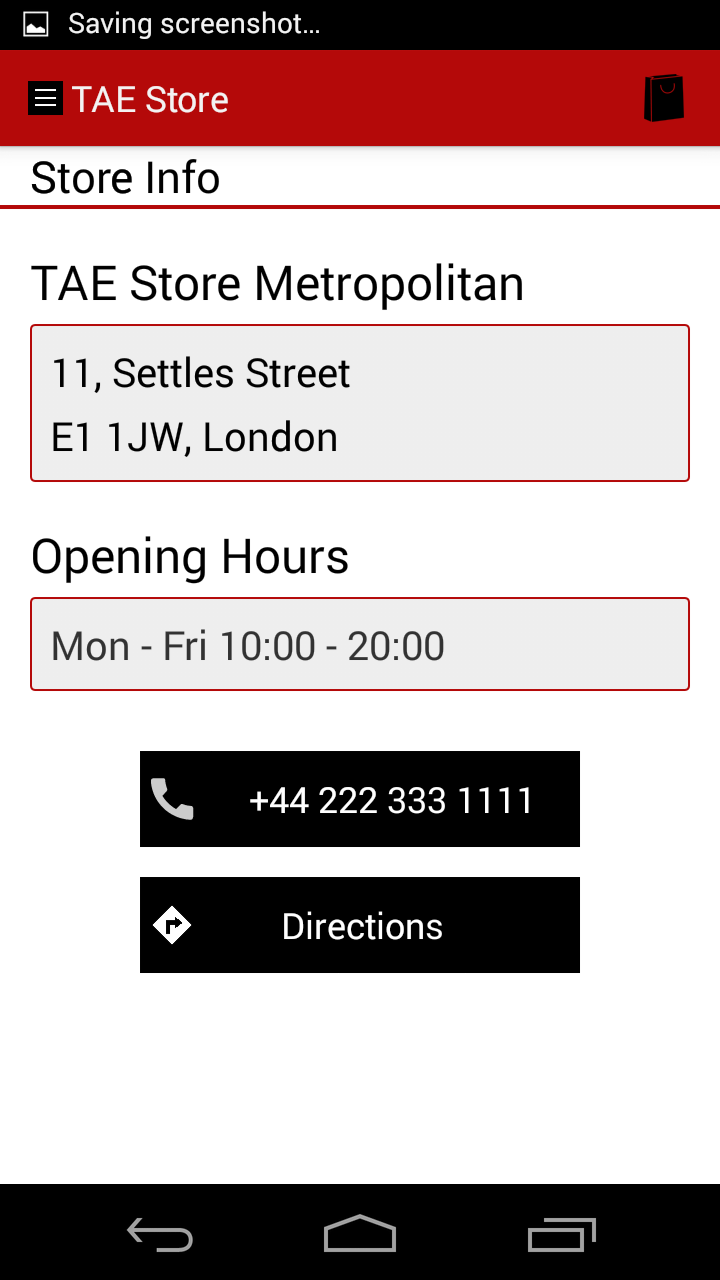 Saving screenshot...
TAE Store
Store Info
TAE Store Metropolitan
11, Settles Street
E1 1JW, London
Opening Hours
Mon - Fri 10:00 - 20:00
+44 222 333 1111
Directions